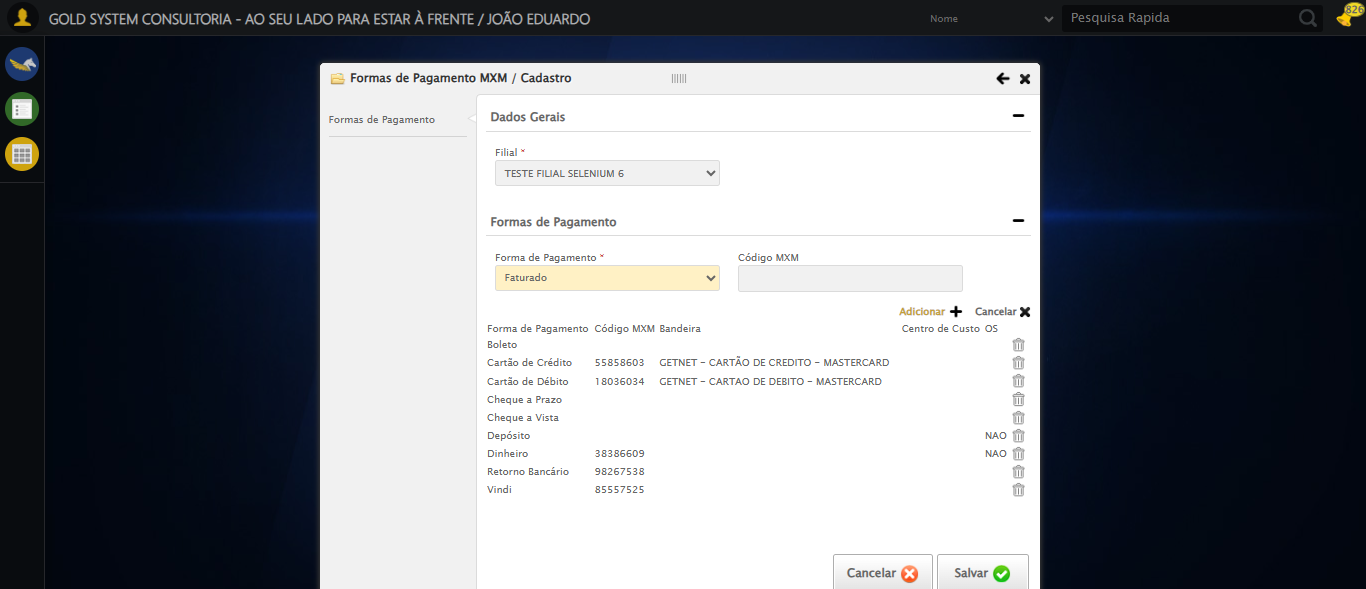 GOLD SYSTEM CONSULTORIA - AO SEU LADO PARA ESTAR À FRENTE / JOÃO EDUARDO
Nome
Pesquisa Rapida
826
Formas de Pagamento MXM / Cadastro
Formas de Pagamento
Dados Gerais
Filial *
TESTE FILIAL SELENIUM 6
Formas de Pagamento
Forma de Pagamento * Código MXM
Faturado
Adicionar Cancelar
Forma de Pagamento Código MXM Bandeira Centro de Custo OS
Boleto
Cartão de Crédito 55858603 GETNET - CARTÃO DE CREDITO - MASTERCARD
Cartão de Débito 18036034 GETNET - CARTAO DE DEBITO - MASTERCARD
Cheque a Prazo
Cheque a Vista
Depósito NAO
Dinheiro 38386609 NAO
Retorno Bancário 98267538
Vindi 85557525
Cancelar Salvar